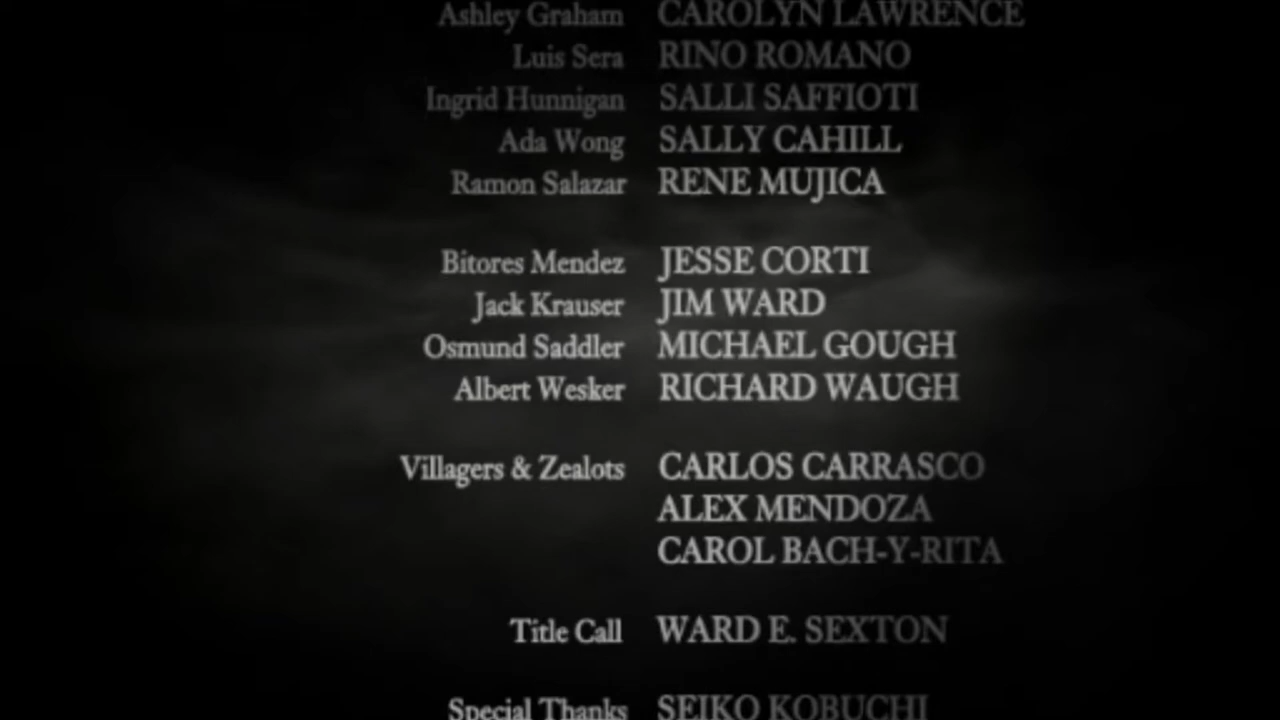 Ashley Graham CAROLYN LAWRENCE
Luis Sera RINO ROMANO
Ingrid Hunnigan SALLI SAFFIOTI
Ada Wong SALLY CAHILL
Ramon Salazar RENE MUJICA
Bitores Mendez JESSE CORTI
Jack Krauser JIM WARD
Osmund Saddler MICHAEL GOUGH
Albert Wesker RICHARD WAUGH
Villagers & Zealots CARLOS CARRASCO
ALEX MENDOZA
CAROL BACH-Y-RITA
Title Call WARD E. SEXTON
Special Thanks SEIKO KOBUCHI